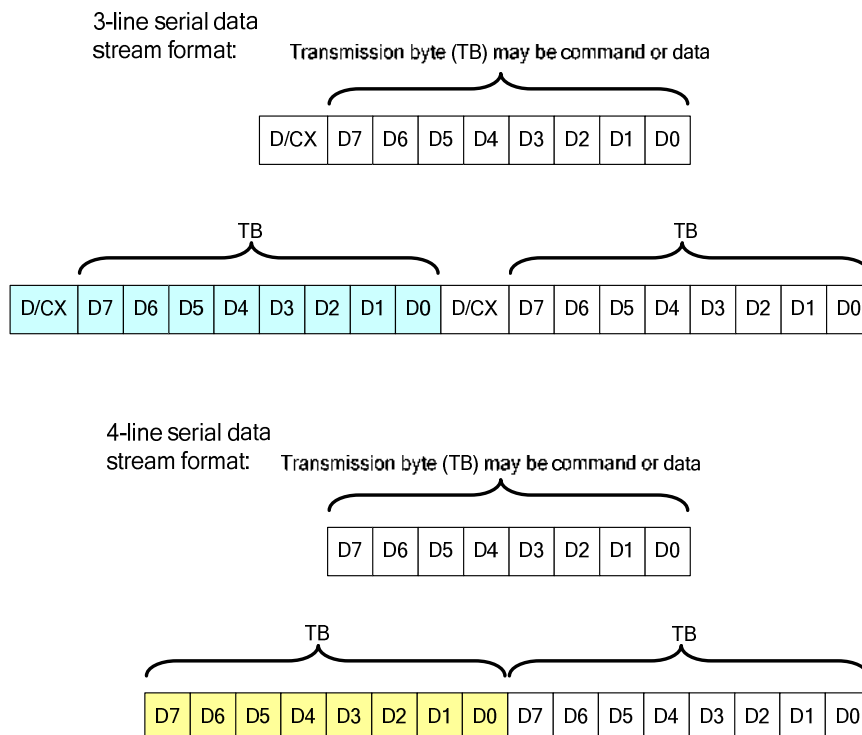 3-line serial data
stream format:
Transmission byte (TB) may be command or data
D/CX D7 D6 D5 D4 D3 D2 D1 D0
TB TB
D/CX D7 D6 D5 D4 D3 D2 D1 D0 D/CX D7 D6 D5 D4 D3 D2 D1 D0
4-line serial data
stream format:
Transmission byte (TB) may be command or data
D7 D6 D5 D4 D3 D2 D1 D0
TB TB
D7 D6 D5 D4 D3 D2 D1 D0 D7 D6 D5 D4 D3 D2 D1 D0